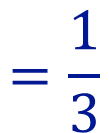 = 1/3